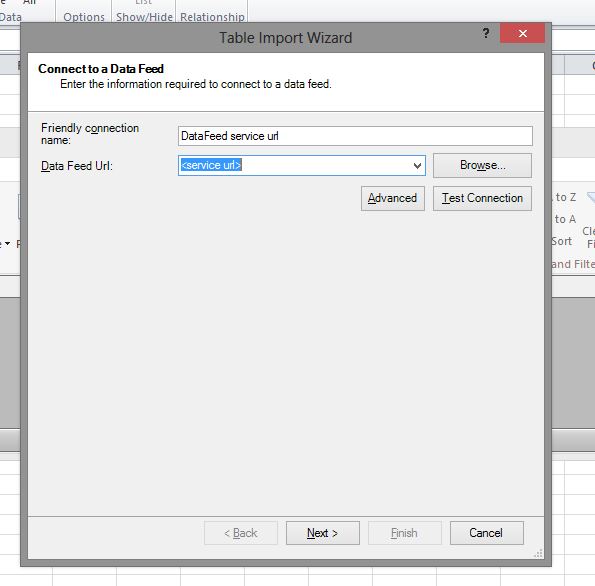 All
List
Data
Options
Show/Hide
Relationship
Table Import Wizard
?
Connect to a Data Feed
Enter the information required to connect to a data feed.
Friendly connection
name:
DataFeed service url
Data Feed Url:
<service url>
Browse...
Advanced
Test Connection
to Z
to A
Sort
and Filte
< Back
Next >
Finish
Cancel